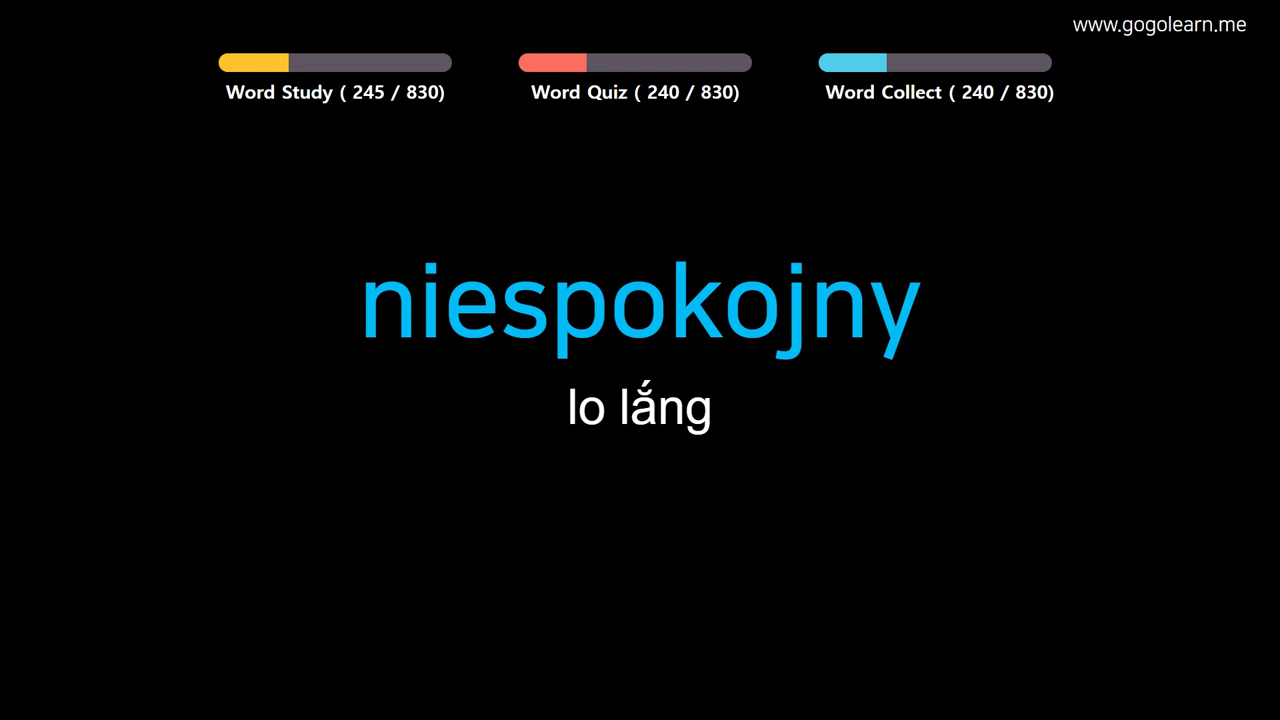 www.gogolearn.me
Word Study ( 245 / 830)
Word Quiz ( 240 / 830)
Word Collect ( 240 / 830)
niespokojny
lo lắng